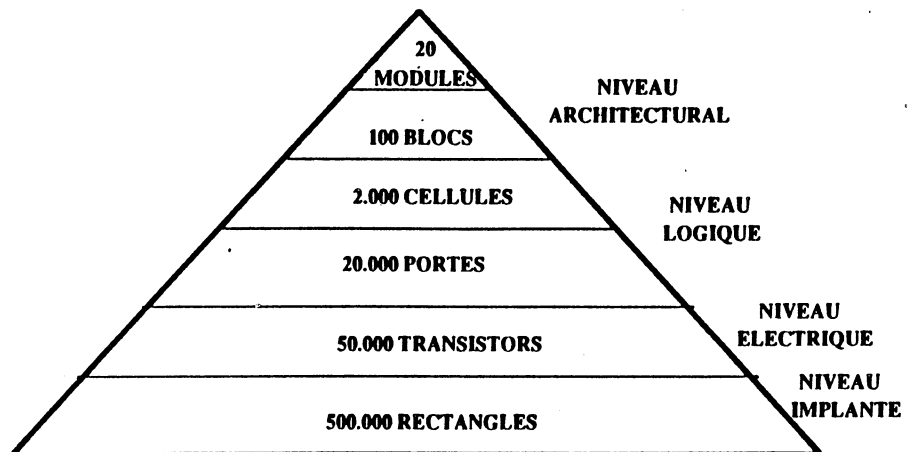 20
MODULES
NIVEAU
ARCHITECTURAL
100 BLOCS
2.000 CELLULES
NIVEAU
LOGIQUE
20.000 PORTES
NIVEAU
ELECTRIQUE
50.000 TRANSISTORS
NIVEAU
IMPLANTE
500.000 RECTANGLES